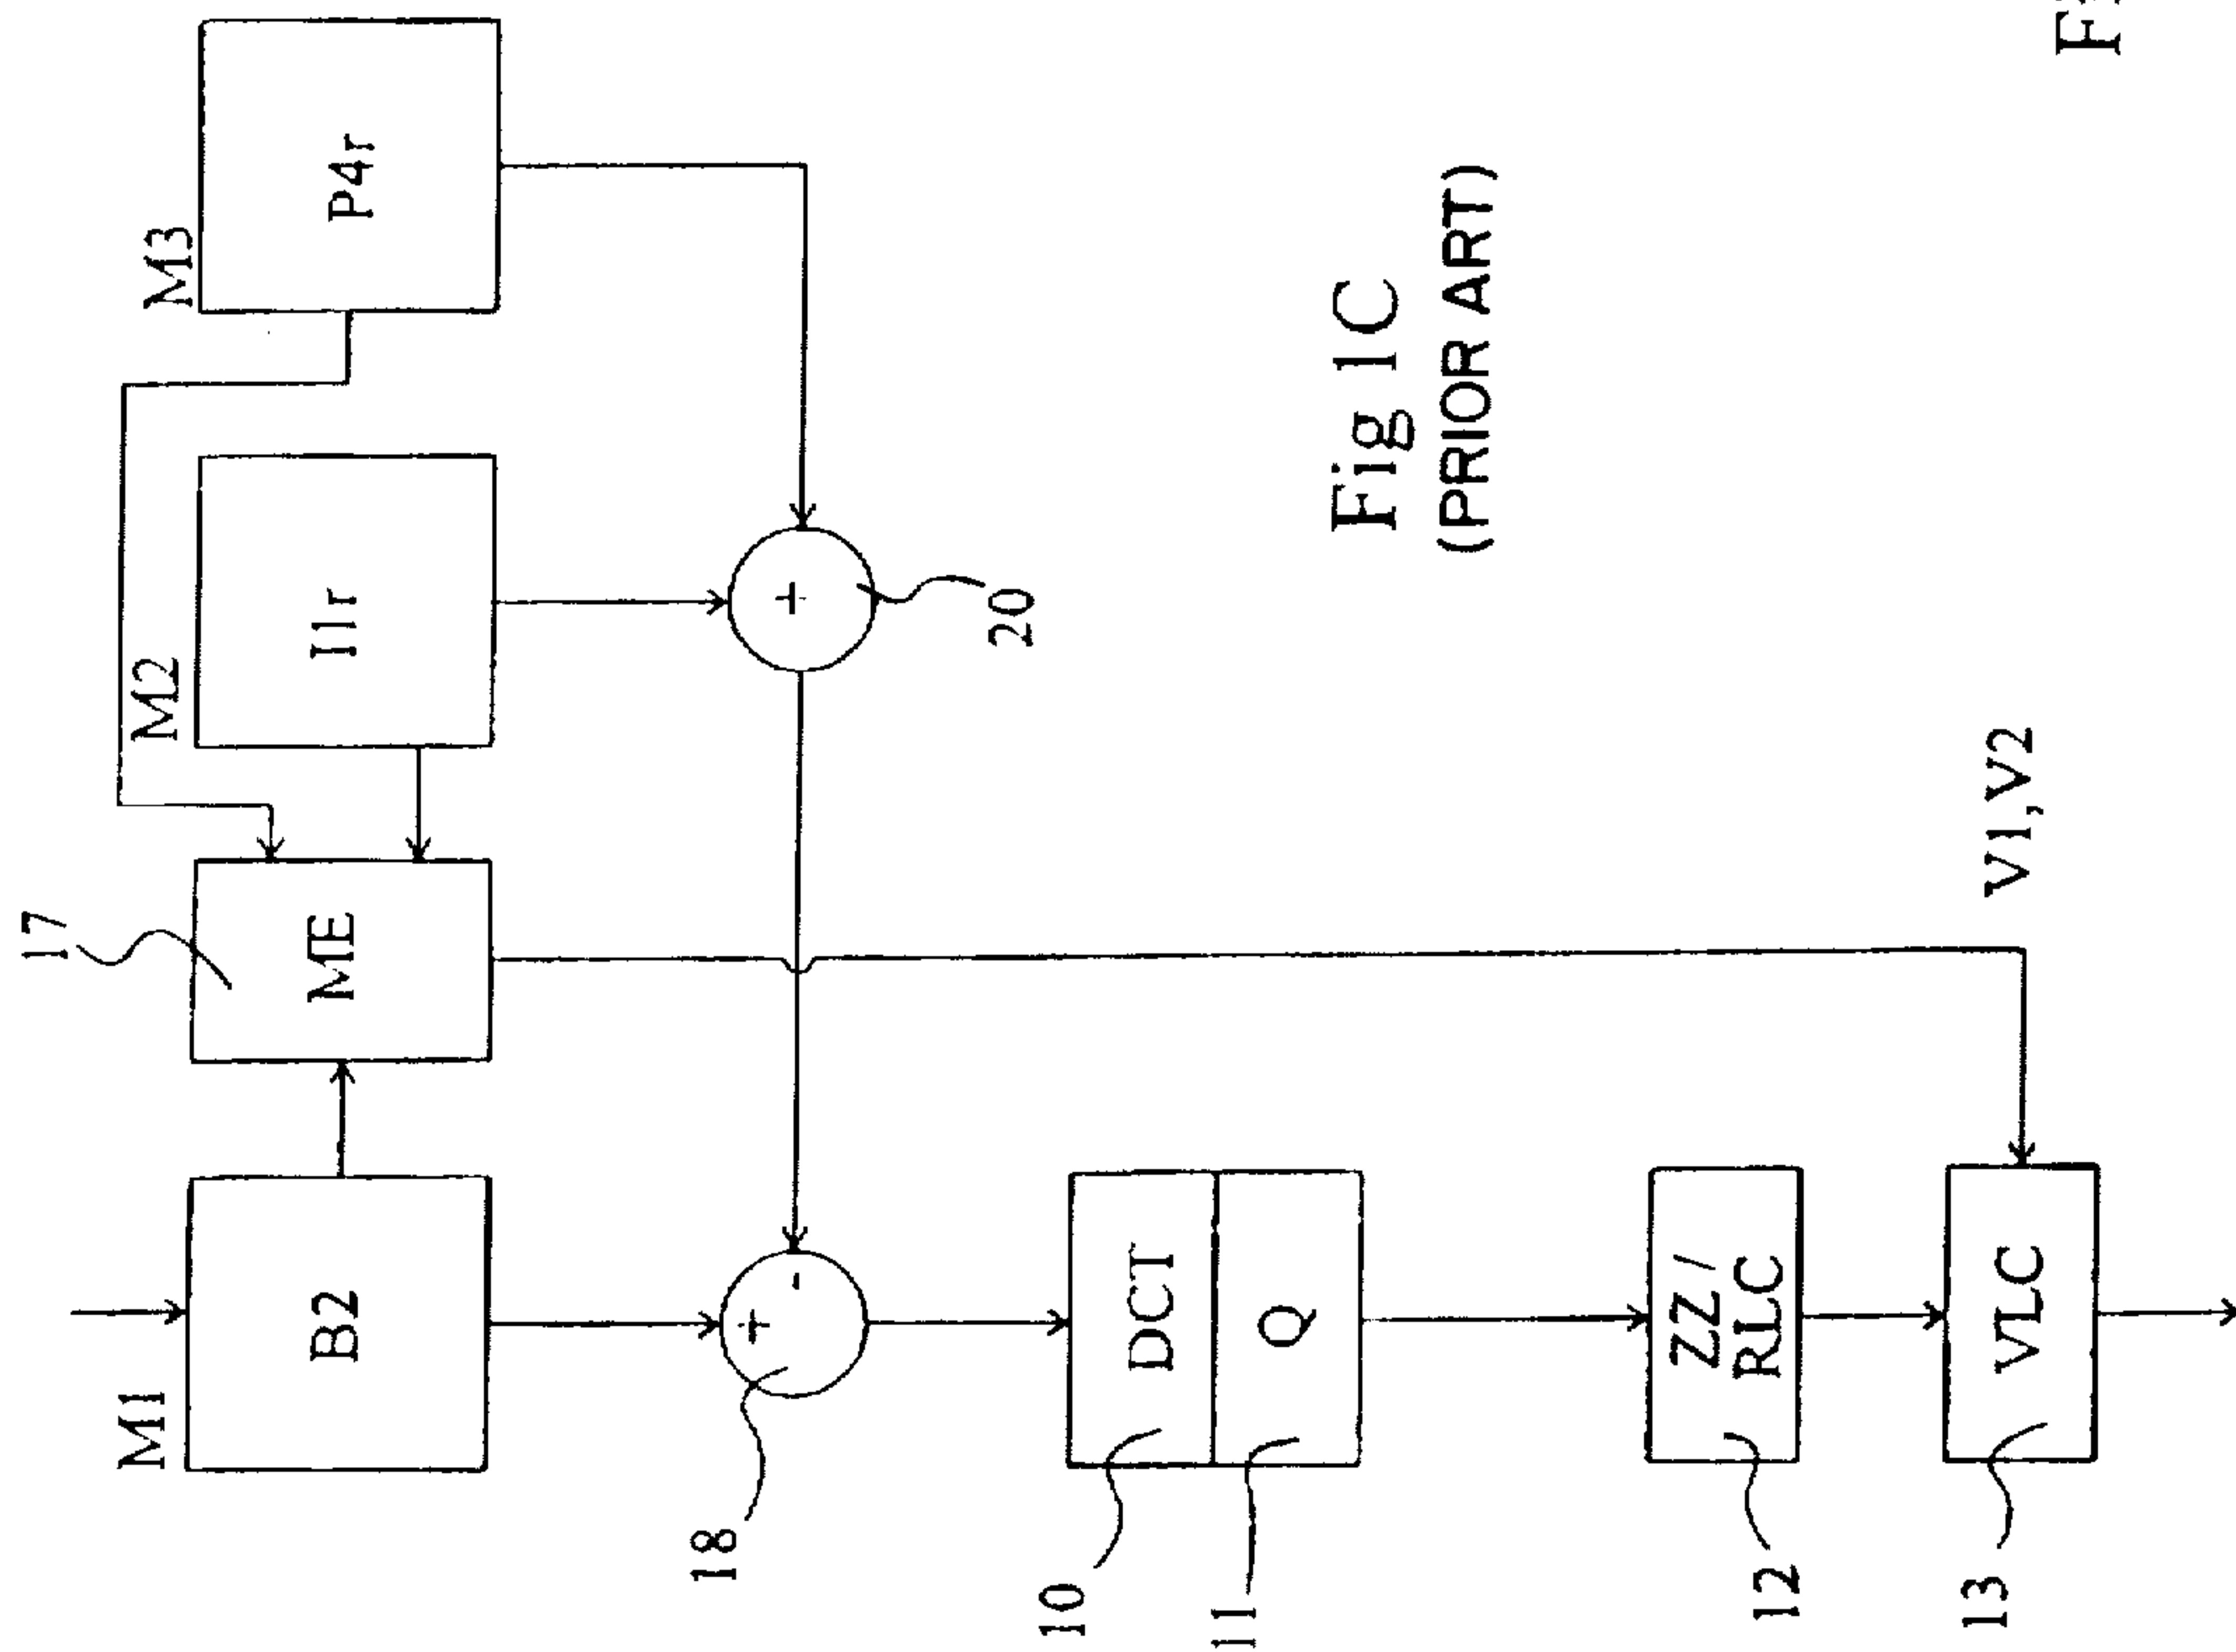 M1
B2
17
ME
M2
I1r
M3
P4r
18
+
-
+
20
10
DCT
11
Q
12
ZZ /
RLC
13
VLC
V1,V2
Fig 1C
(PRIOR ART)